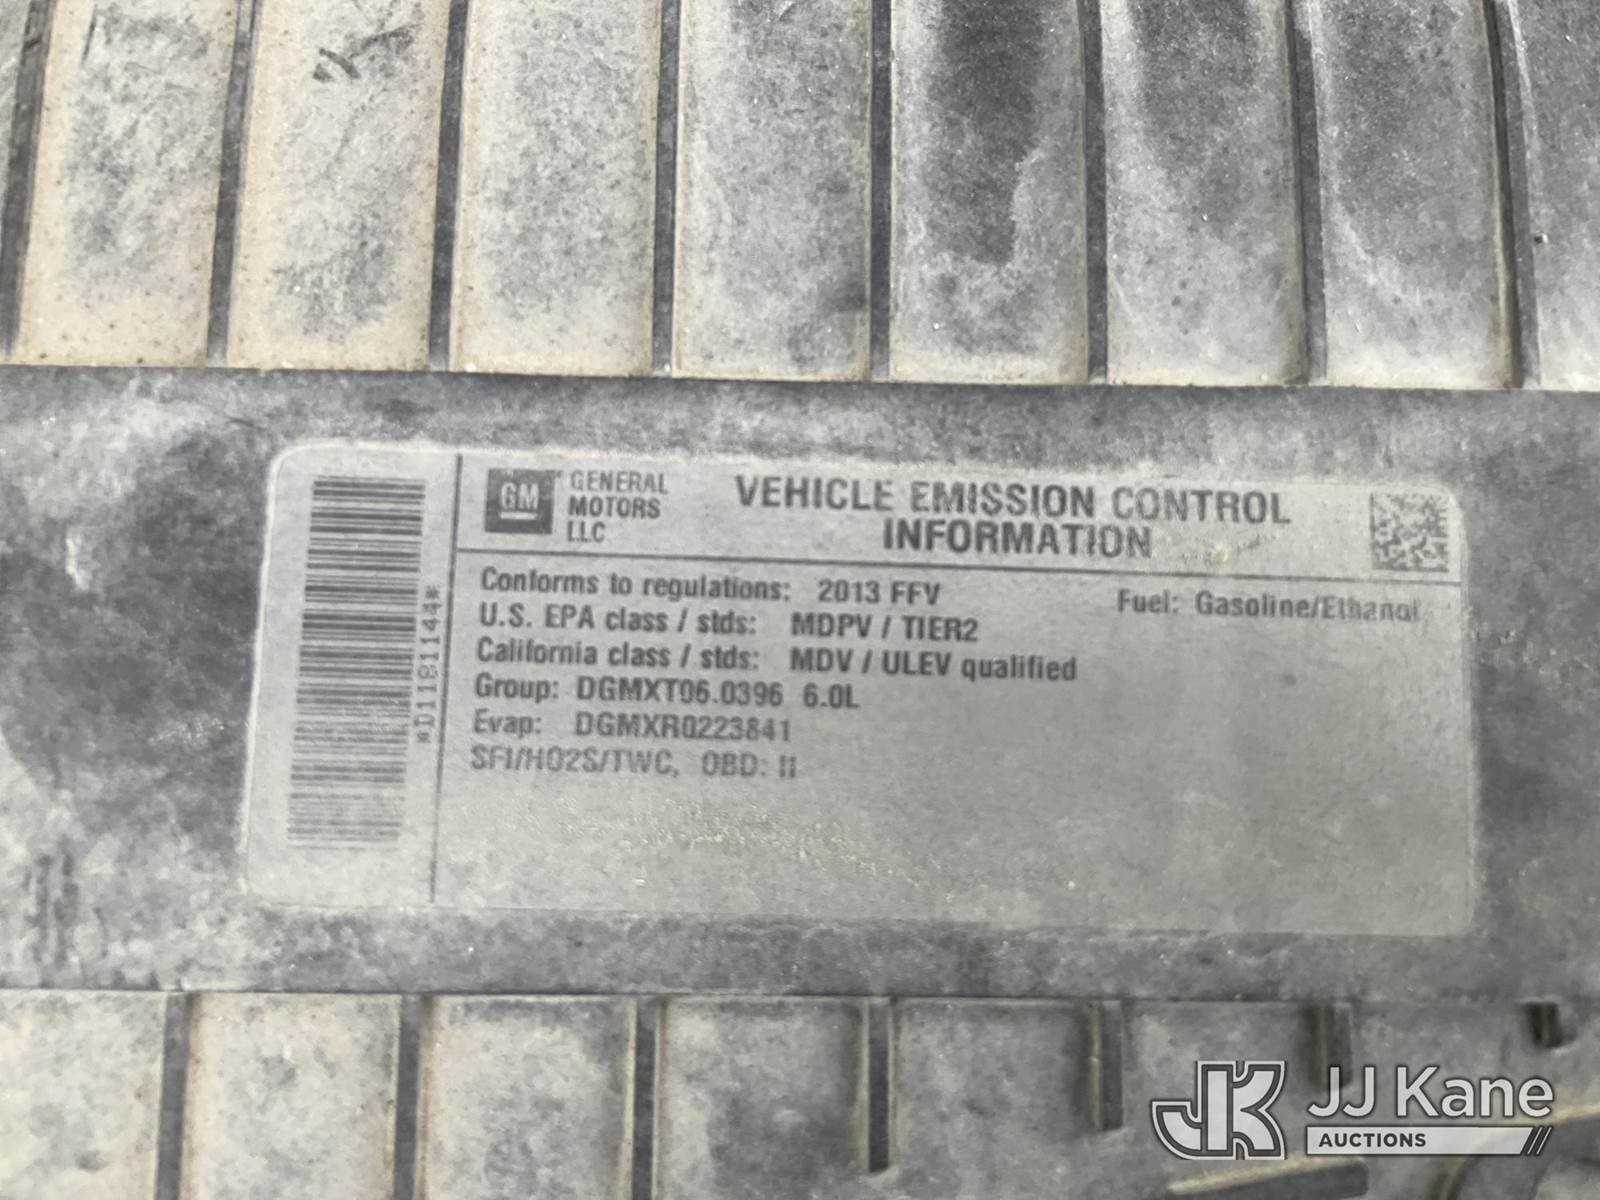 GM
GENERAL
MOTORS
LLC
VEHICLE EMISSION CONTROL
INFORMATION
Conforms to regulations: 2013 FFV
Fuel: Gasoline/Ethanol
U.S. EPA class / stds: MDPV / TIER2
California class / stds: MDV / ULEV qualified
Group: DGMXT06.0396 6.0L
Evap: DGMXR0223841
SFI/HO2S/TWC, OBD: II
*D1181144*
JK JJ Kane
AUCTIONS